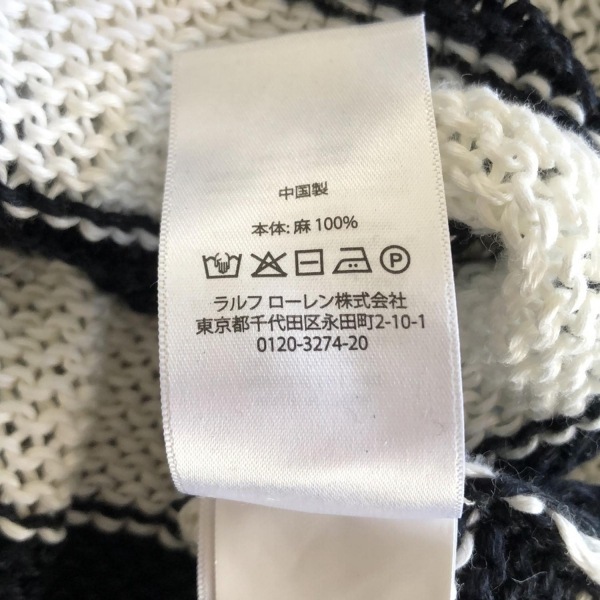 中国製
本体: 麻 100%
P
ラルフ ローレン株式会社
東京都千代田区永田町2-10-1
0120-3274-20